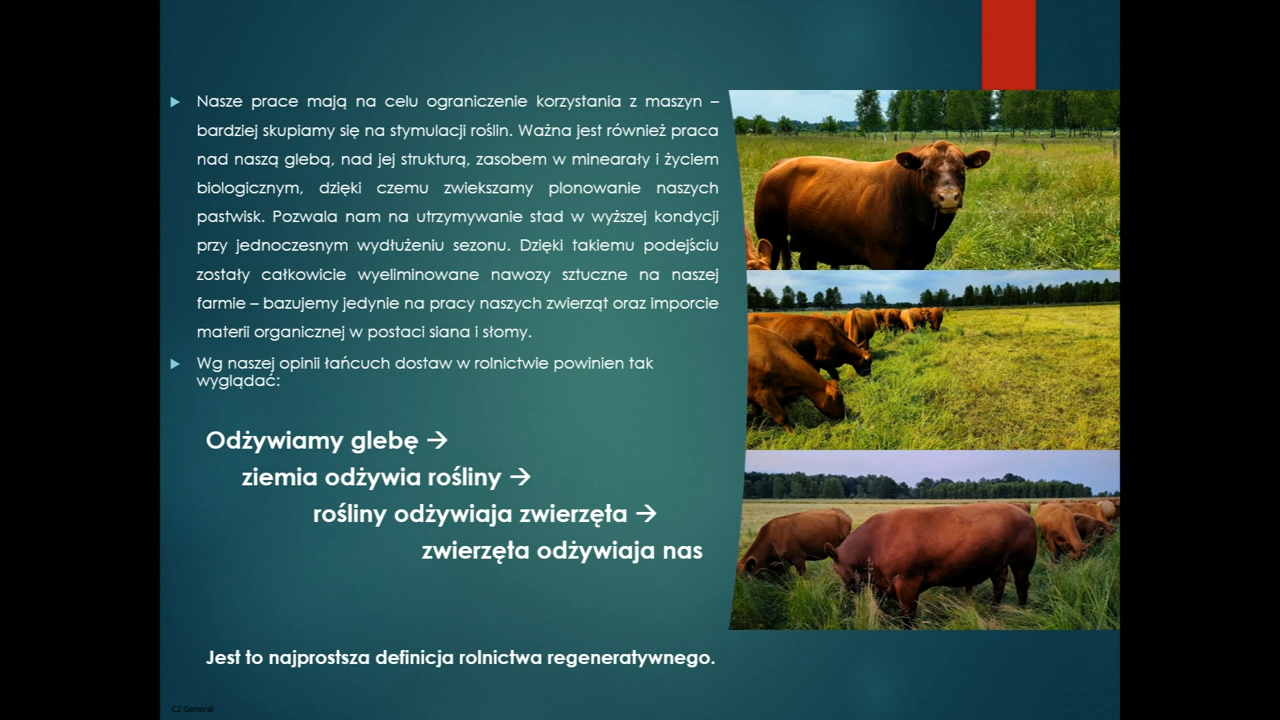 Nasze prace mają na celu ograniczenie korzystania z maszyn –
bardziej skupiamy się na stymulacji roślin. Ważna jest również praca
nad naszą glebą, nad jej strukturą, zasobem w minearały i życiem
biologicznym, dzięki czemu zwiekszamy plonowanie naszych
pastwisk. Pozwala nam na utrzymywanie stad w wyższej kondycji
przy jednoczesnym wydłużeniu sezonu. Dzięki takiemu podejściu
zostały całkowicie wyeliminowane nawozy sztuczne na naszej
farmie – bazujemy jedynie na pracy naszych zwierząt oraz imporcie
materii organicznej w postaci siana i słomy.
Wg naszej opinii łańcuch dostaw w rolnictwie powinien tak
wyglądać:
Odżywiamy glebę →
ziemia odżywia rośliny →
rośliny odżywiaja zwierzęta →
zwierzęta odżywiaja nas
Jest to najprostsza definicja rolnictwa regeneratywnego.
C2 General